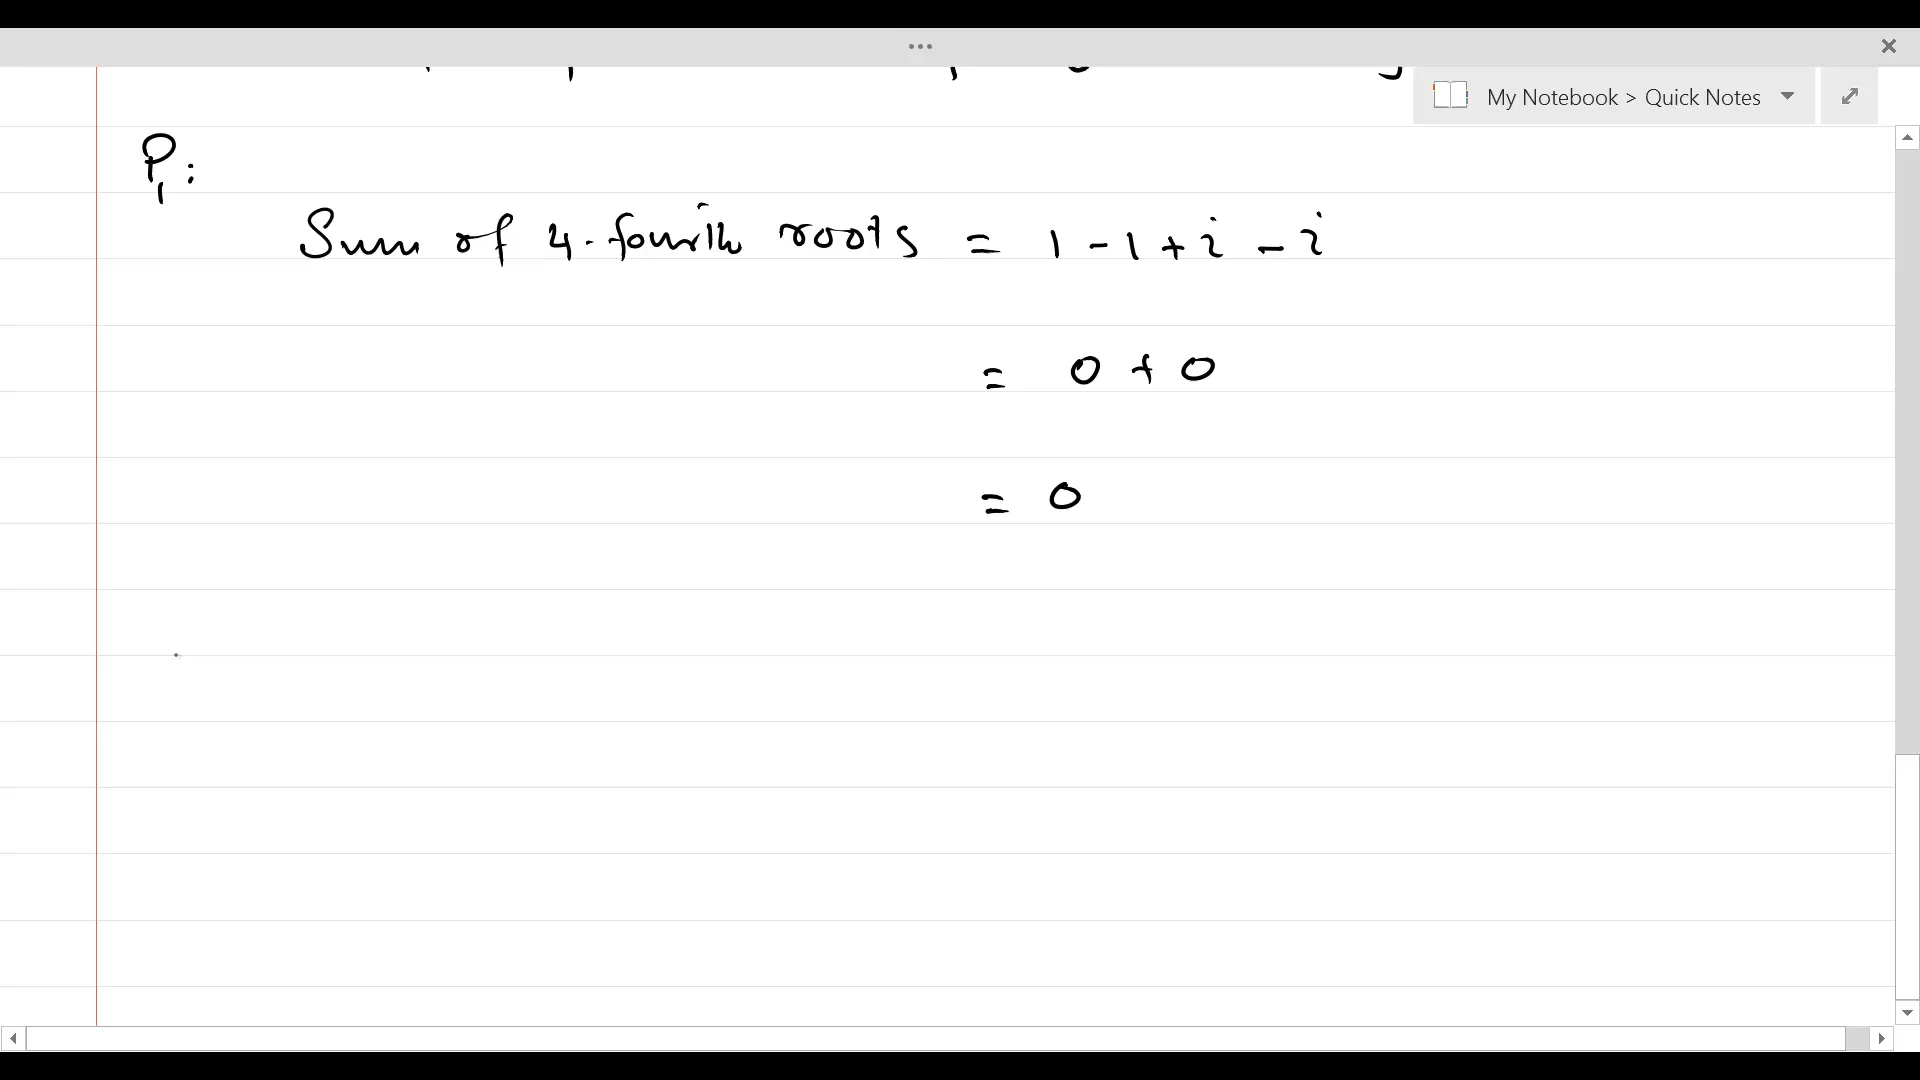 My Notebook > Quick Notes
P₁:
Sum of 4-fourth roots = 1 - 1 + i - i
= 0 + 0
= 0